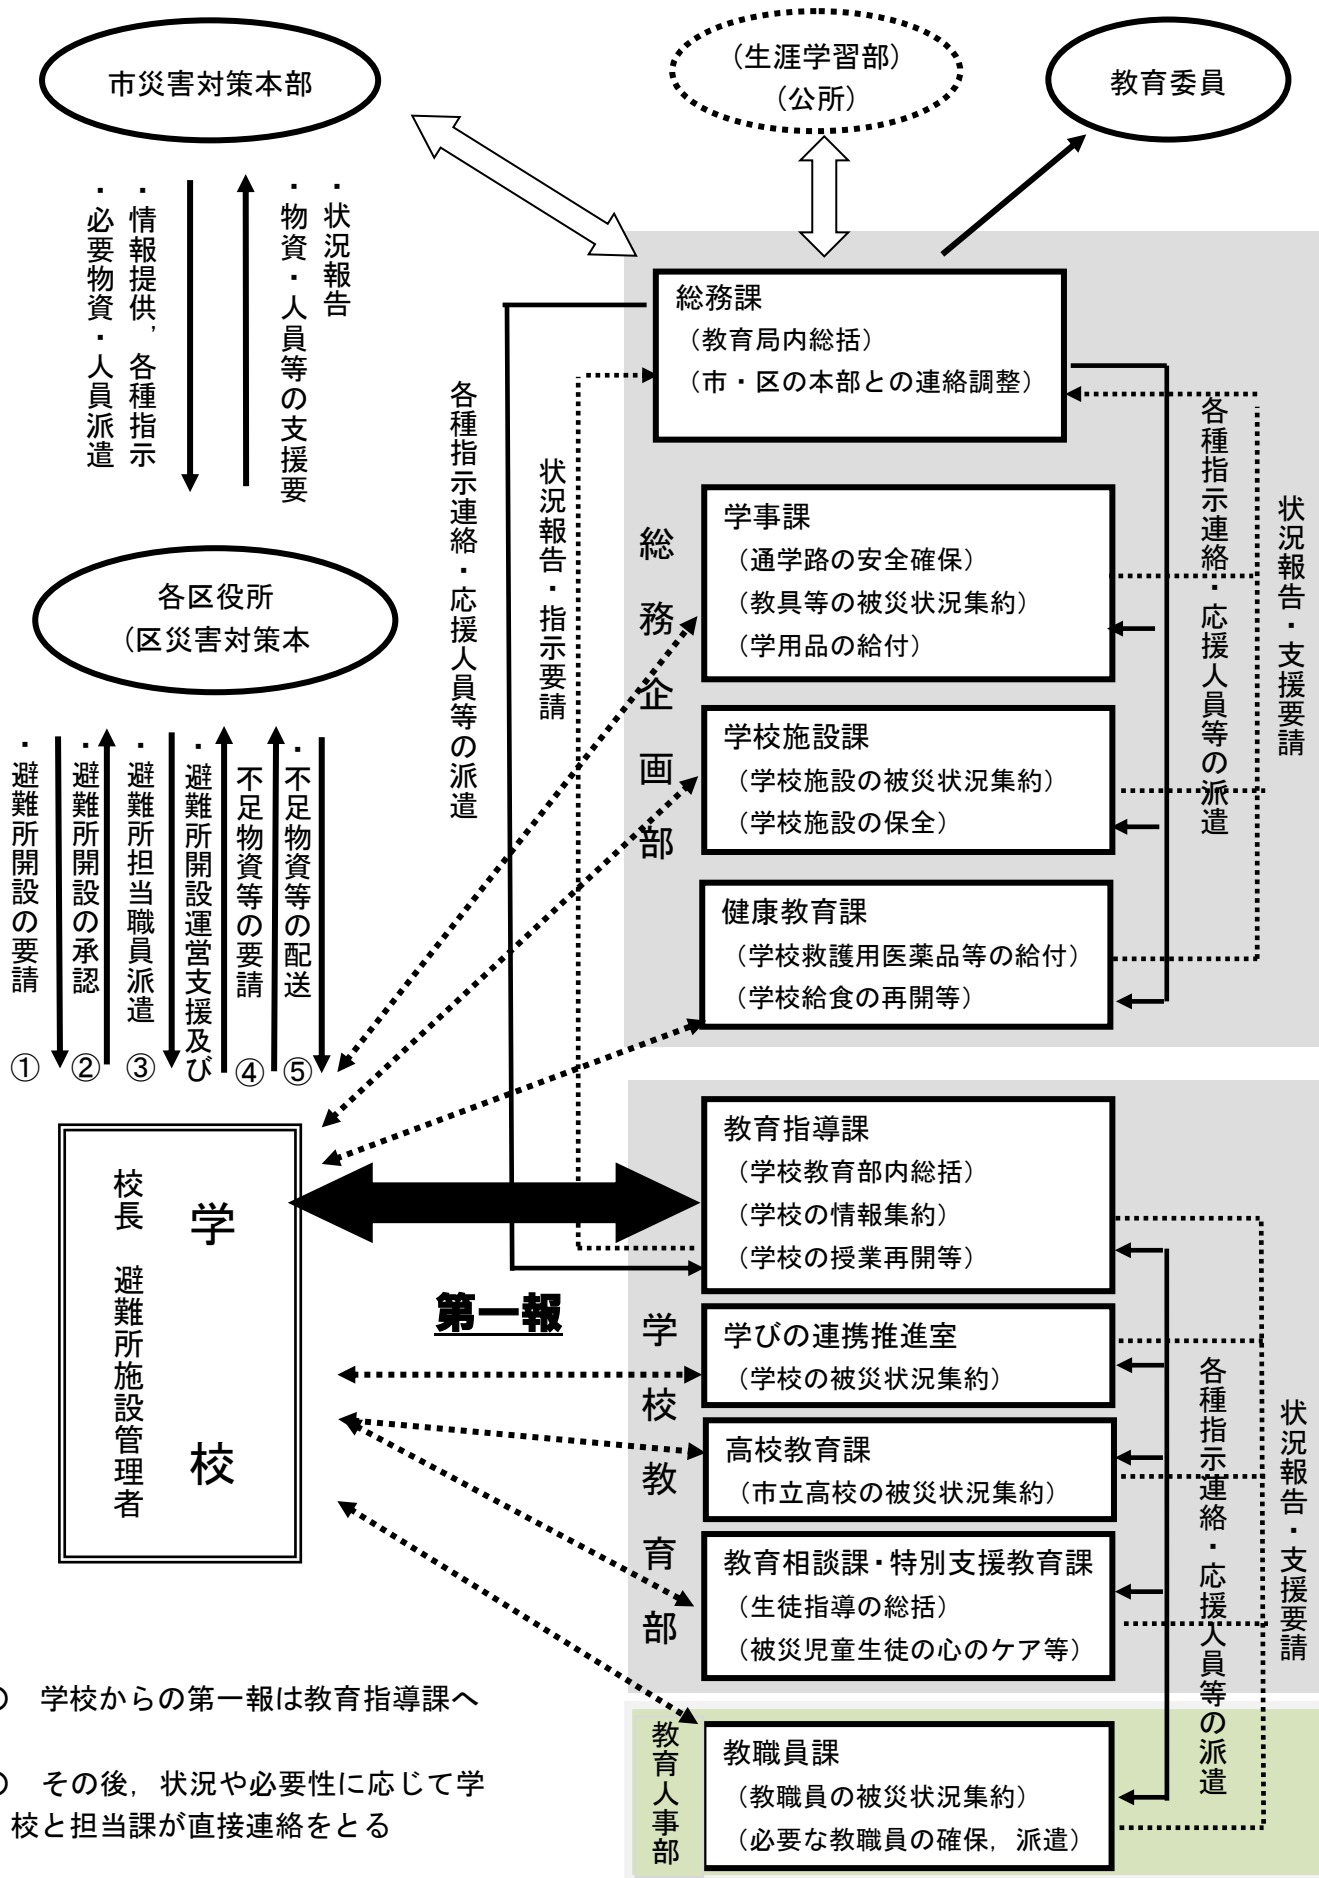 市災害対策本部
(生涯学習部)
(公所)
教育委員
・状況報告
・物資・人員等の支援要
・情報提供，各種指示
・必要物資・人員派遣
総務課
（教育局内総括）
（市・区の本部との連絡調整）
各種指示連絡・応援人員等の派遣
状況報告・指示要請
各種指示連絡・応援人員等の派遣
状況報告・支援要請
総務企画部
学事課
（通学路の安全確保）
（教具等の被災状況集約）
（学用品の給付）
各区役所
（区災害対策本
学校施設課
（学校施設の被災状況集約）
（学校施設の保全）
健康教育課
（学校救護用医薬品等の給付）
（学校給食の再開等）
・避難所開設の要請
①
・避難所開設の承認
②
・避難所担当職員派遣
③
・避難所開設運営支援及び
不足物資等の要請
④
・不足物資等の配送
⑤
学校
校長　避難所施設管理者
第一報
学校教育部
教育指導課
（学校教育部内総括）
（学校の情報集約）
（学校の授業再開等）
学びの連携推進室
（学校の被災状況集約）
高校教育課
（市立高校の被災状況集約）
教育相談課・特別支援教育課
（生徒指導の総括）
（被災児童生徒の心のケア等）
各種指示連絡・応援人員等の派遣
状況報告・支援要請
教育人事部
教職員課
（教職員の被災状況集約）
（必要な教職員の確保，派遣）
○　学校からの第一報は教育指導課へ
○　その後，状況や必要性に応じて学
校と担当課が直接連絡をとる